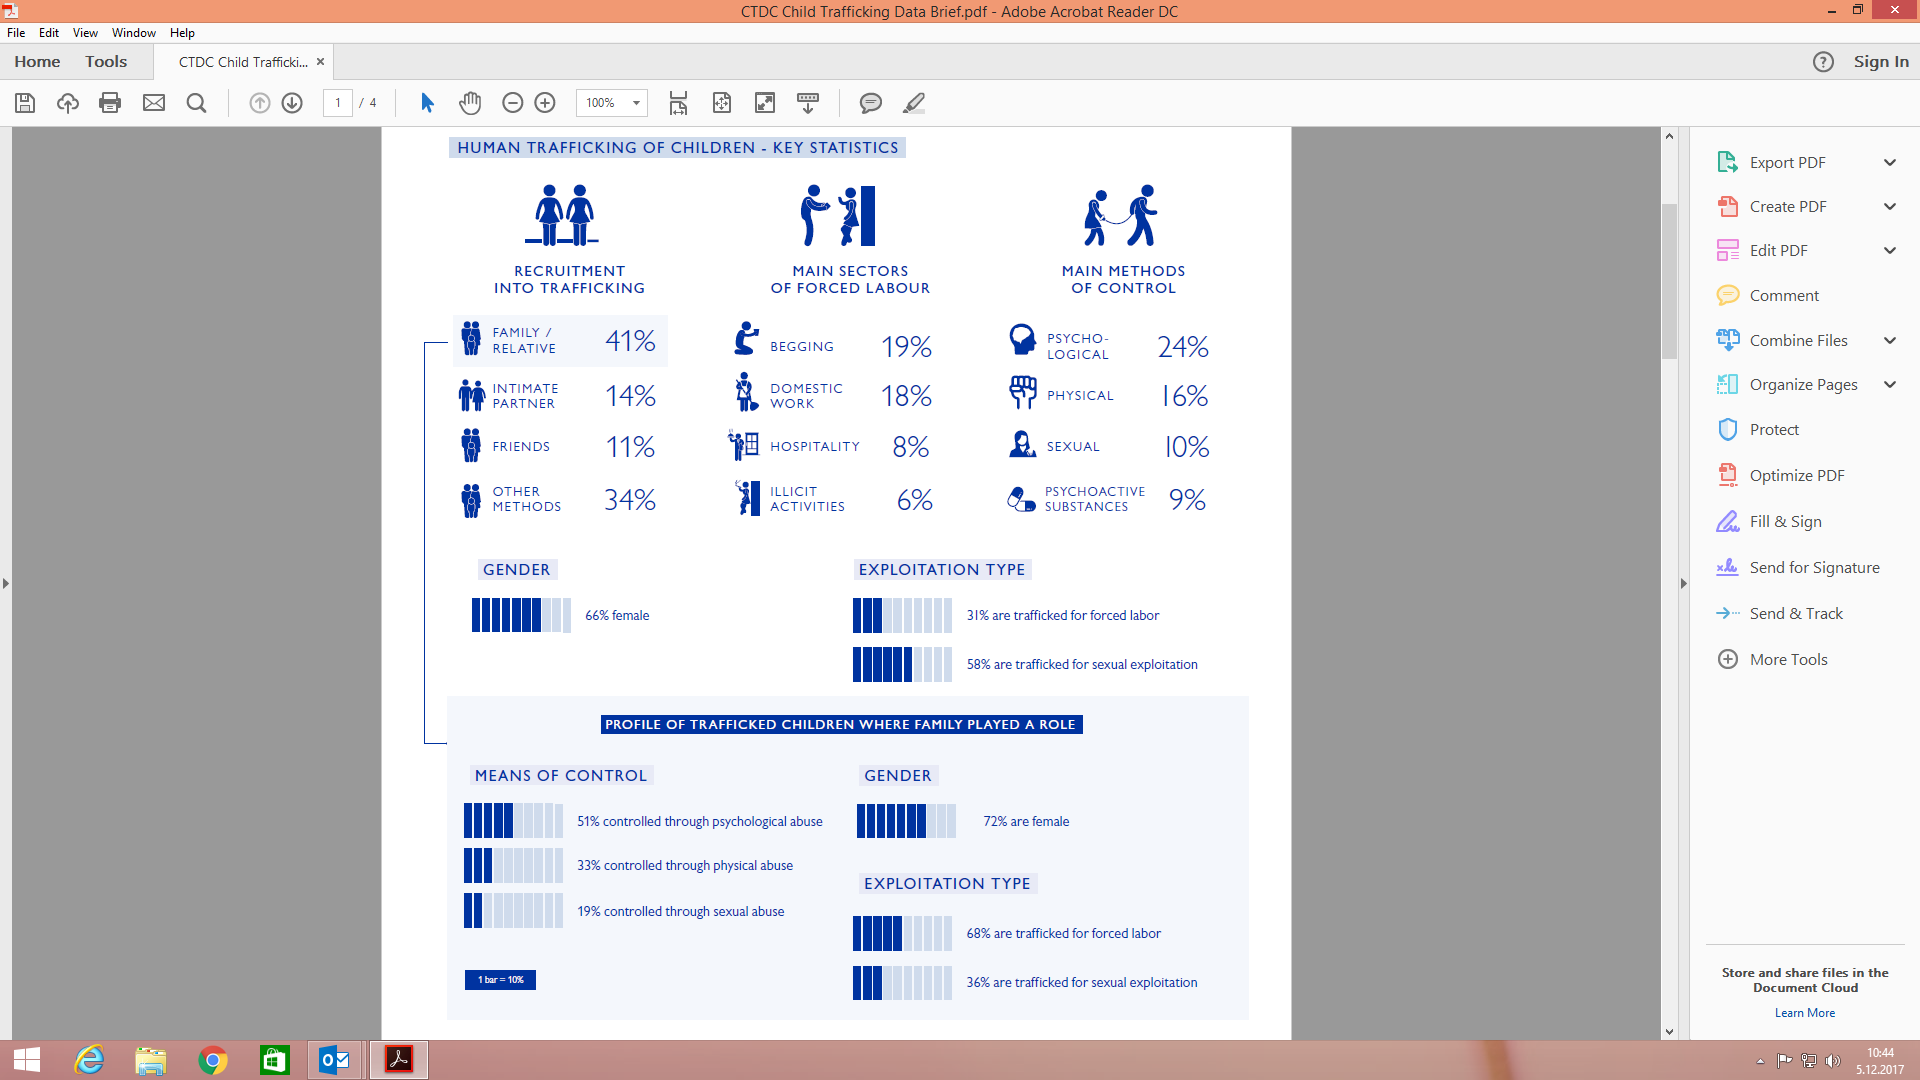 CTDC Child Trafficking Data Brief.pdf - Adobe Acrobat Reader DC
File Edit View Window Help
Home Tools CTDC Child Trafficki... × Sign In
1 / 4 100%
HUMAN TRAFFICKING OF CHILDREN - KEY STATISTICS
RECRUITMENT
INTO TRAFFICKING
FAMILY /
RELATIVE 41%
INTIMATE
PARTNER 14%
FRIENDS 11%
OTHER
METHODS 34%
MAIN SECTORS
OF FORCED LABOUR
BEGGING 19%
DOMESTIC
WORK 18%
HOSPITALITY 8%
ILLICIT
ACTIVITIES 6%
MAIN METHODS
OF CONTROL
PSYCHO-
LOGICAL 24%
PHYSICAL 16%
SEXUAL 10%
PSYCHOACTIVE
SUBSTANCES 9%
GENDER
66% female
EXPLOITATION TYPE
31% are trafficked for forced labor
58% are trafficked for sexual exploitation
PROFILE OF TRAFFICKED CHILDREN WHERE FAMILY PLAYED A ROLE
MEANS OF CONTROL
51% controlled through psychological abuse
33% controlled through physical abuse
19% controlled through sexual abuse
1 bar = 10%
GENDER
72% are female
EXPLOITATION TYPE
68% are trafficked for forced labor
36% are trafficked for sexual exploitation
Export PDF
Create PDF
Edit PDF
Comment
Combine Files
Organize Pages
Protect
Optimize PDF
Fill & Sign
Send for Signature
Send & Track
More Tools
Store and share files in the
Document Cloud
Learn More
10:44
5.12.2017